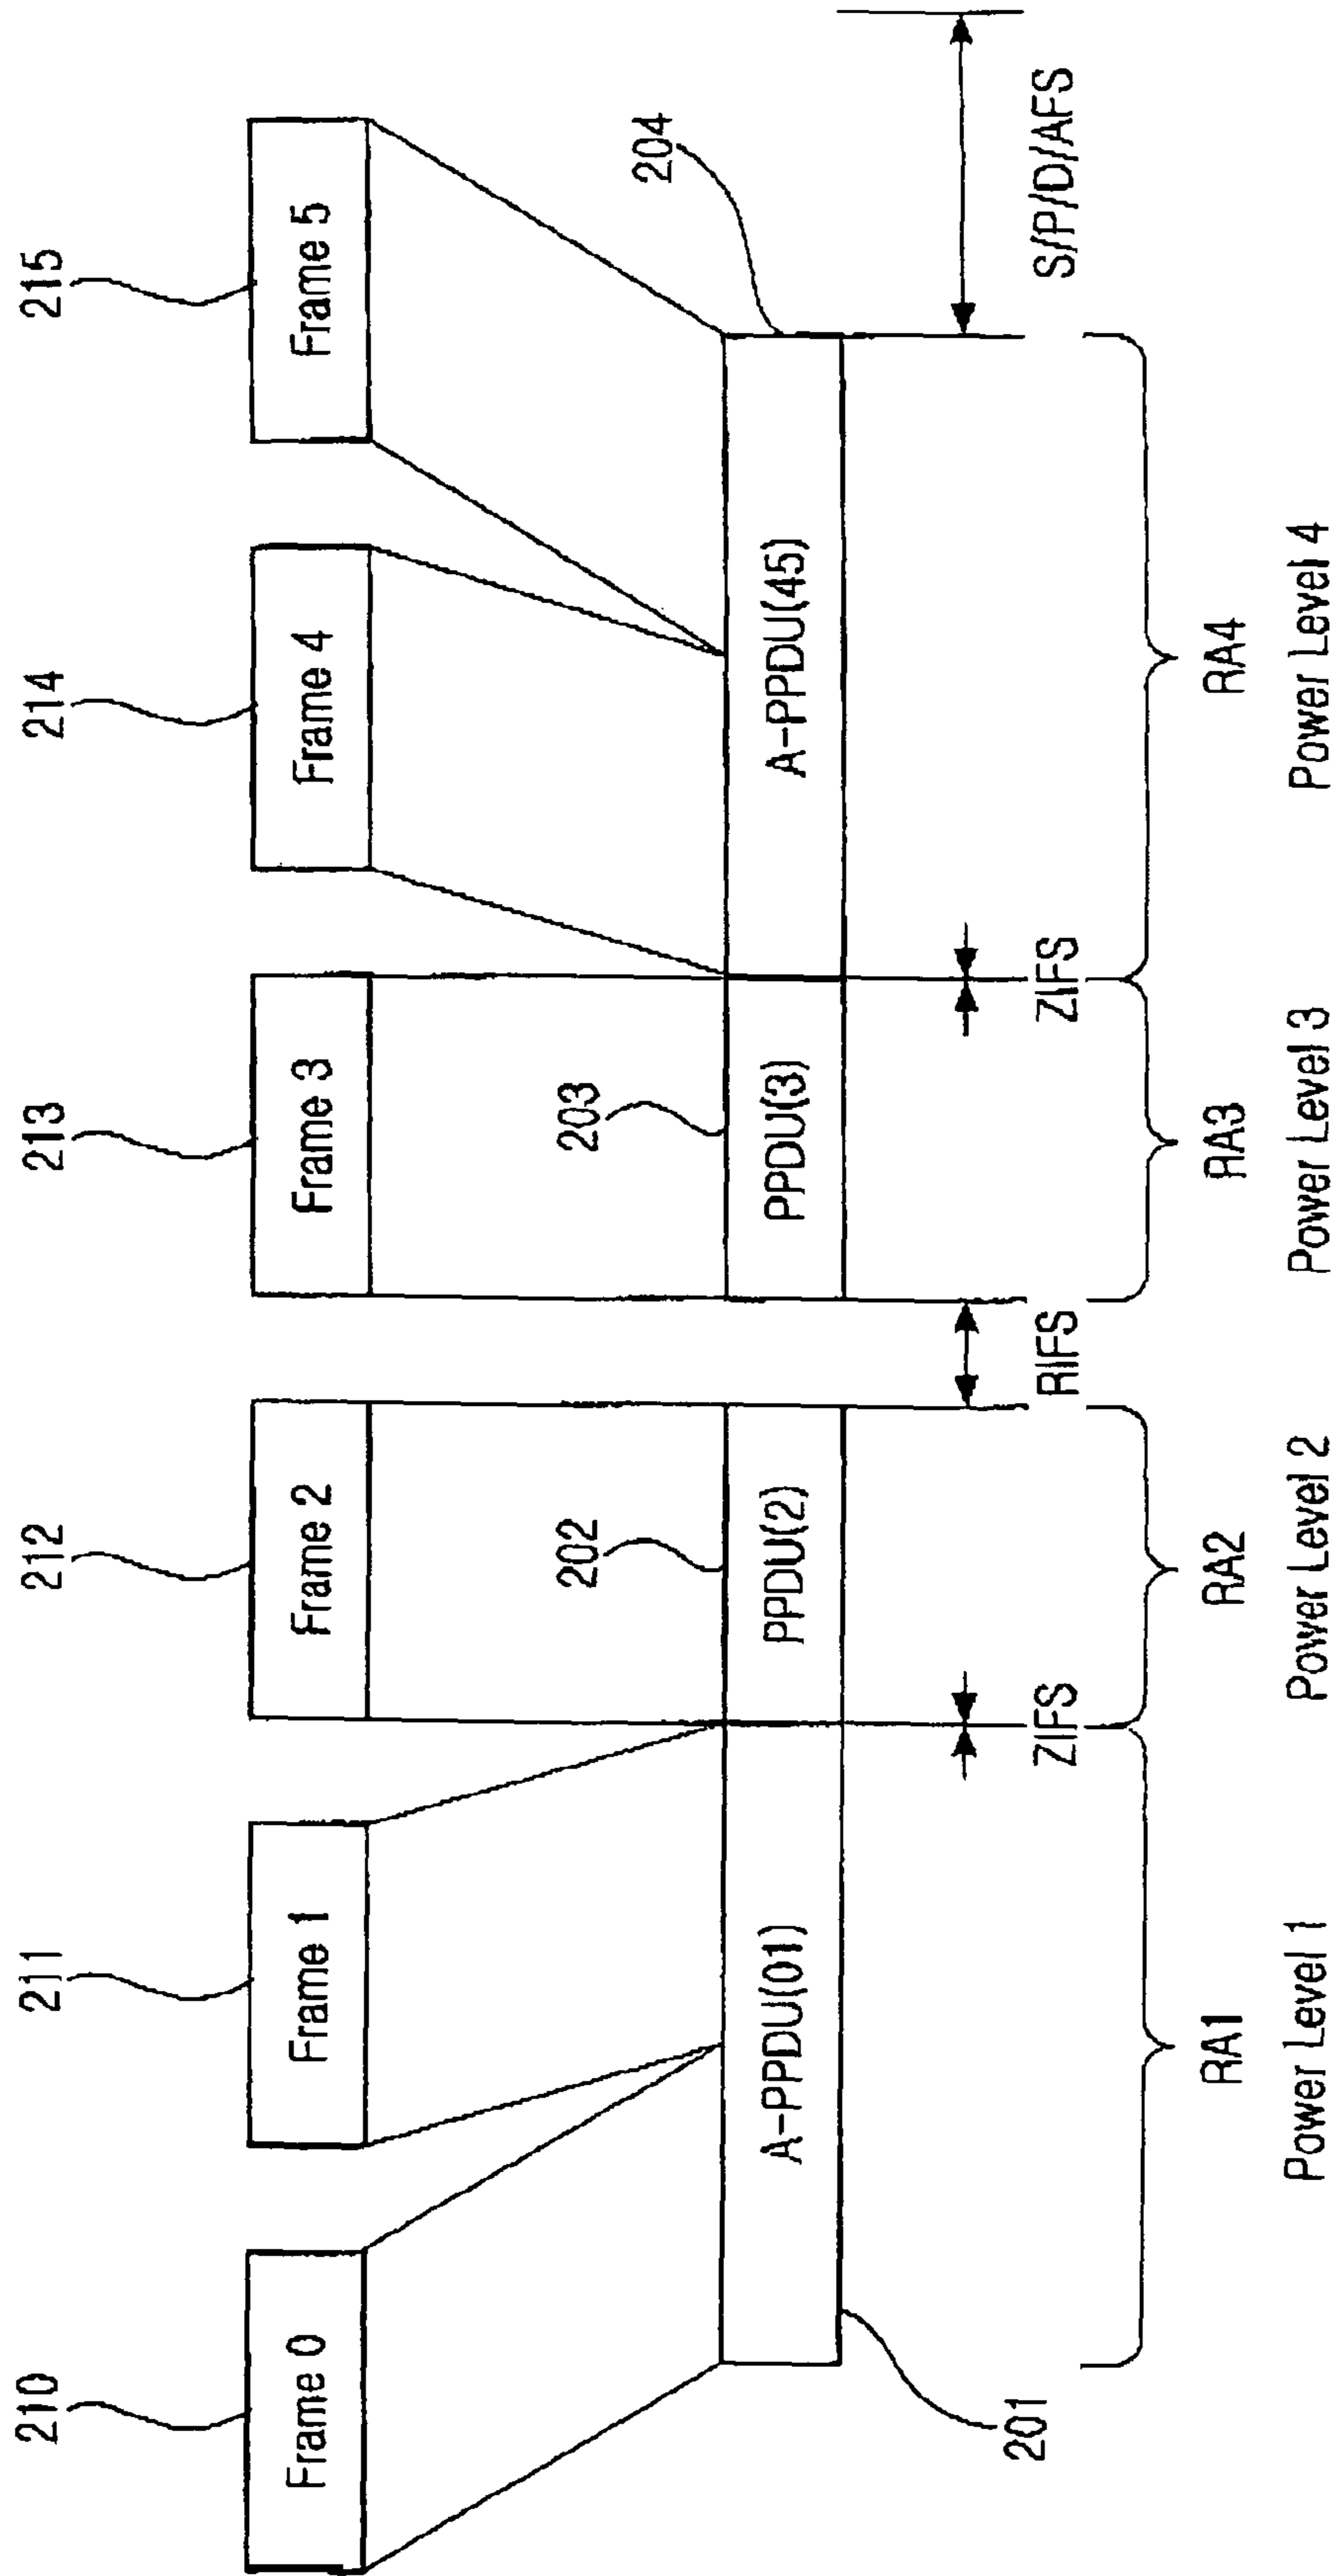 210 211 212 213 214 215
Frame 0 Frame 1 Frame 2 Frame 3 Frame 4 Frame 5
202 203 204
A-PPDU(01) PPDU(2) PPDU(3) A-PPDU(45)
201 ZIFS RIFS ZIFS S/P/D/AFS
RA1 RA2 RA3 RA4
Power Level 1 Power Level 2 Power Level 3 Power Level 4